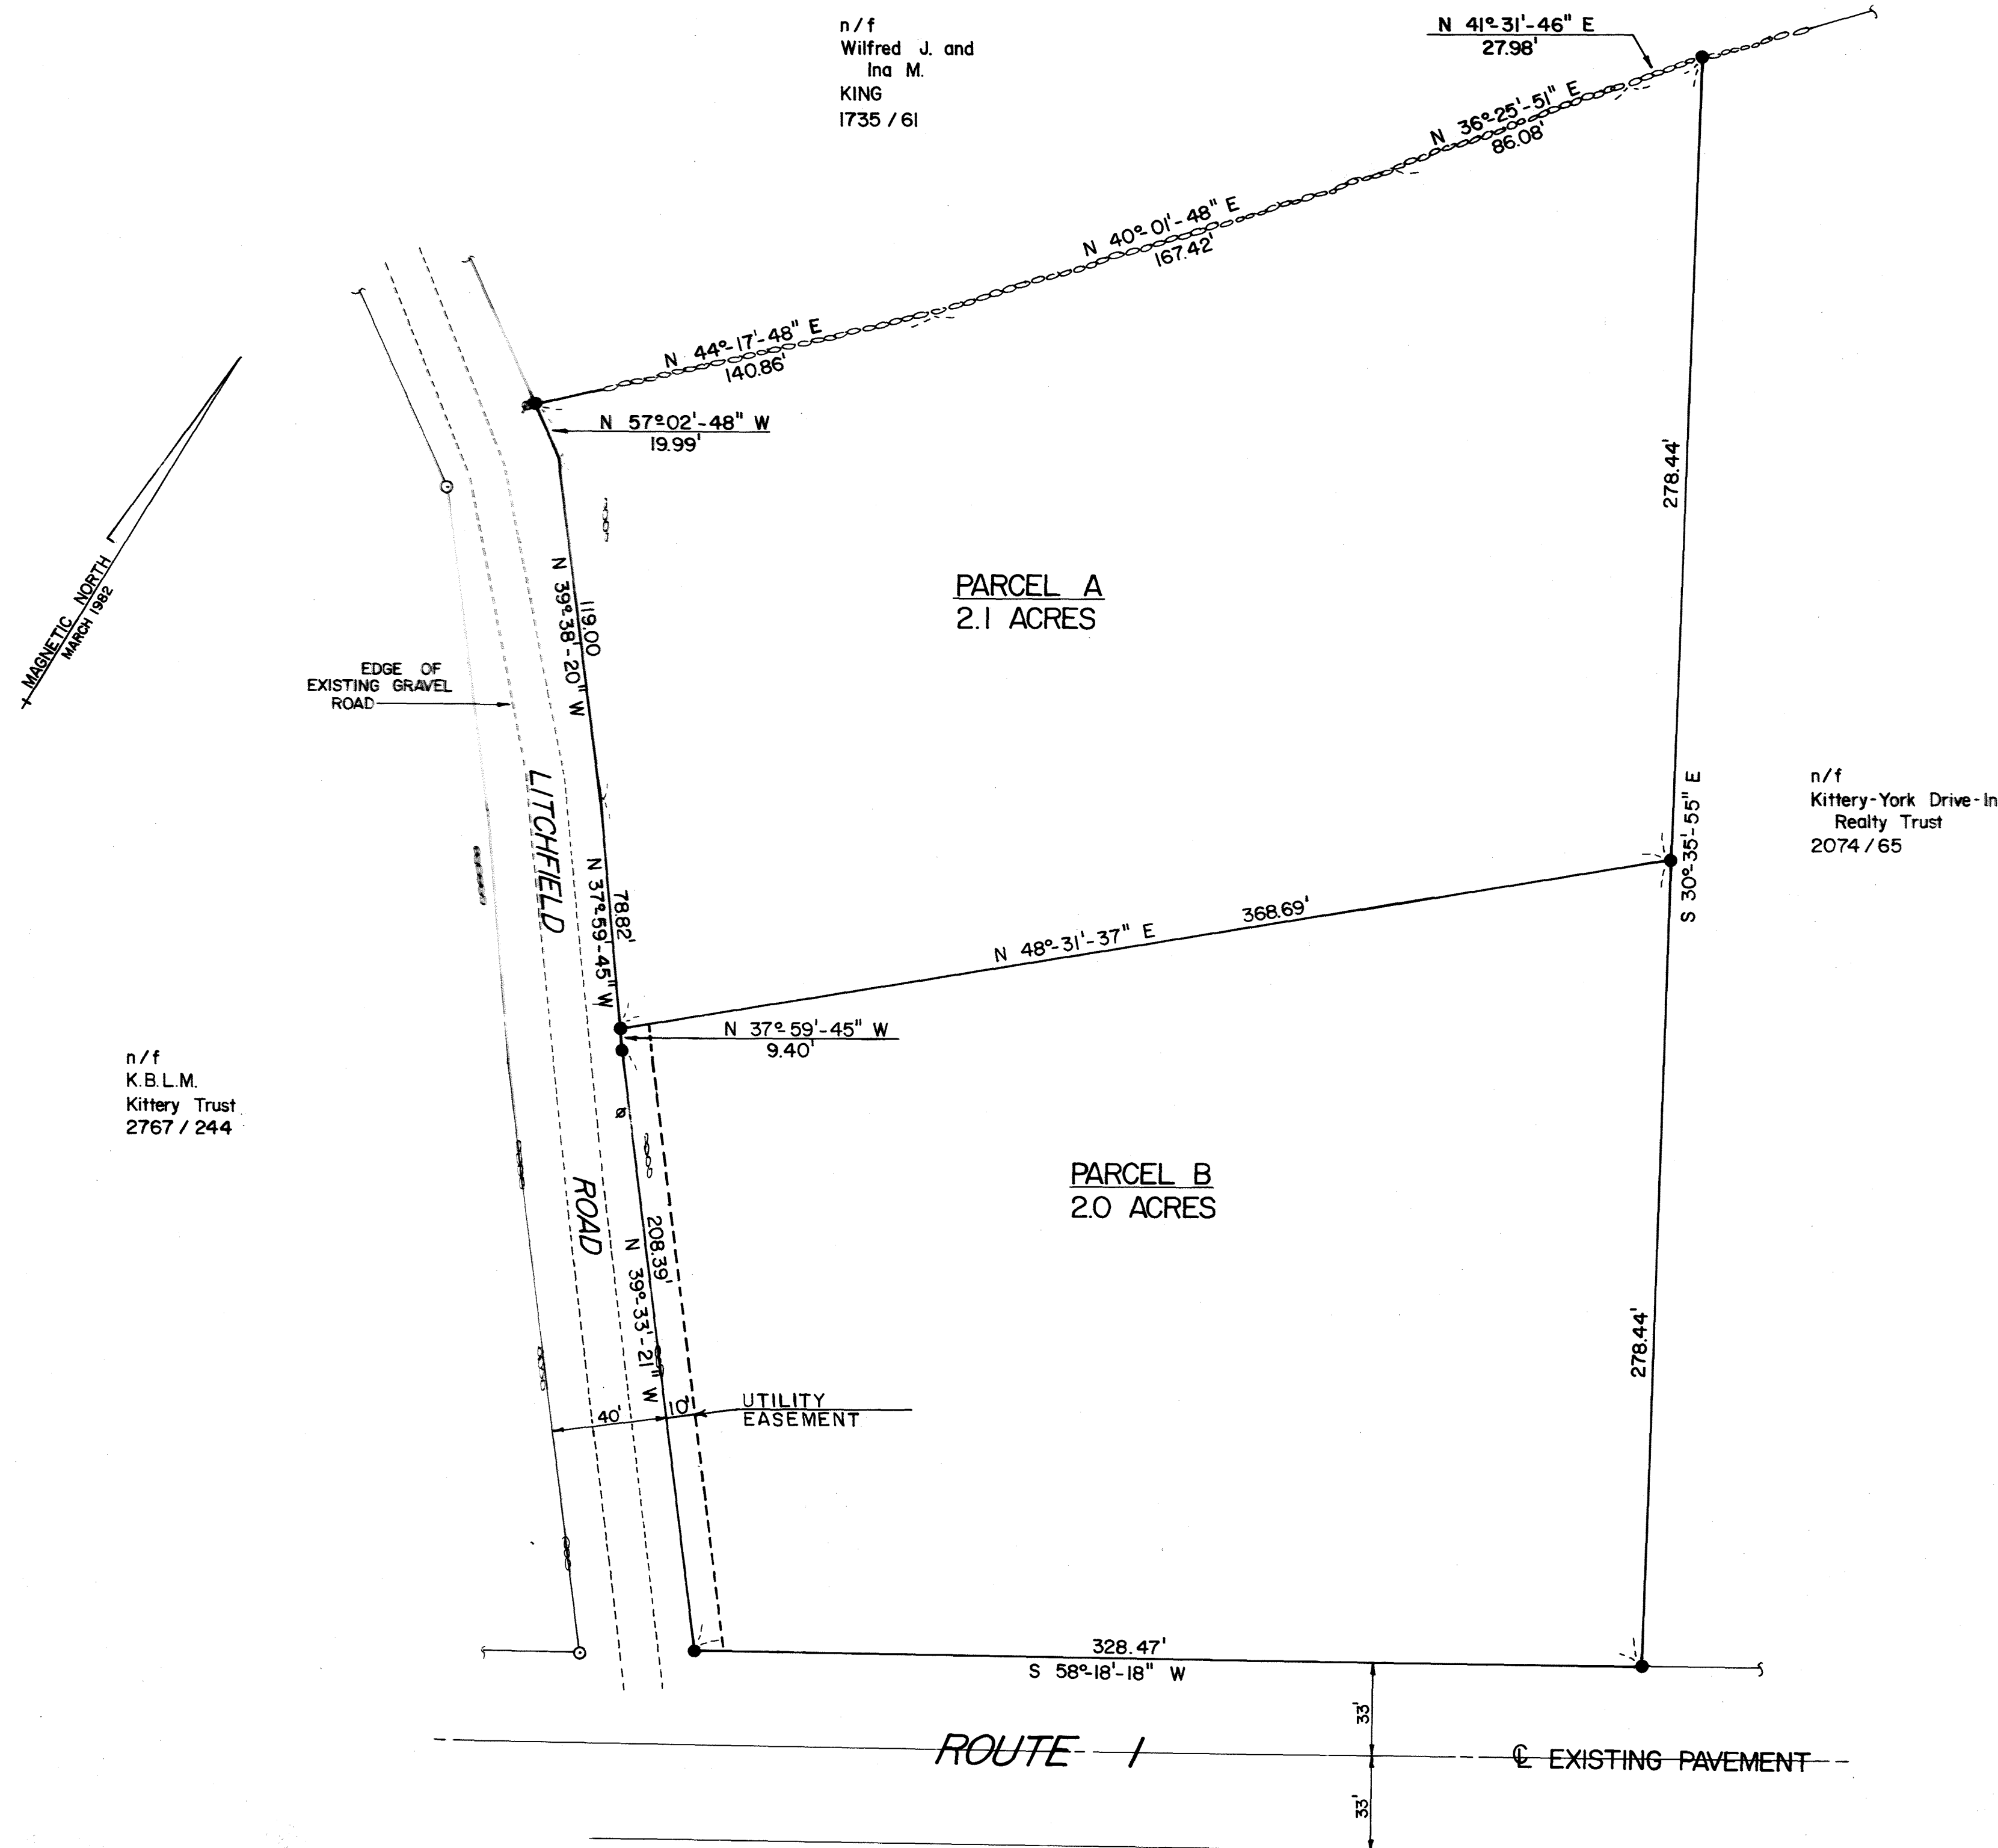 n/f
Wilfred J. and
Ina M.
KING
1735 / 61
N 41°-31'-46" E
27.98'
N 36°-25'-51" E
86.08'
N 40°-01'-48" E
167.42'
N 44°-17'-48" E
140.86'
N 57°02'-48" W
19.99'
MAGNETIC NORTH
MARCH 1982
N 39°-38'-20" W
119.00
PARCEL A
2.1 ACRES
278.44'
EDGE OF
EXISTING GRAVEL
ROAD
LITCHFIELD
ROAD
N 37°-59'-45" W
78.82'
N 48°-31'-37" E
368.69'
S 30°-35'-55" E
n/f
Kittery-York Drive-In
Realty Trust
2074 / 65
N 37°-59'-45" W
9.40'
n/f
K.B.L.M.
Kittery Trust
2767 / 244
PARCEL B
2.0 ACRES
208.39'
N 39°-33'-21" W
278.44'
40'
10'
UTILITY
EASEMENT
328.47'
S 58°-18'-18" W
33'
ROUTE 1
℄ EXISTING PAVEMENT
33'